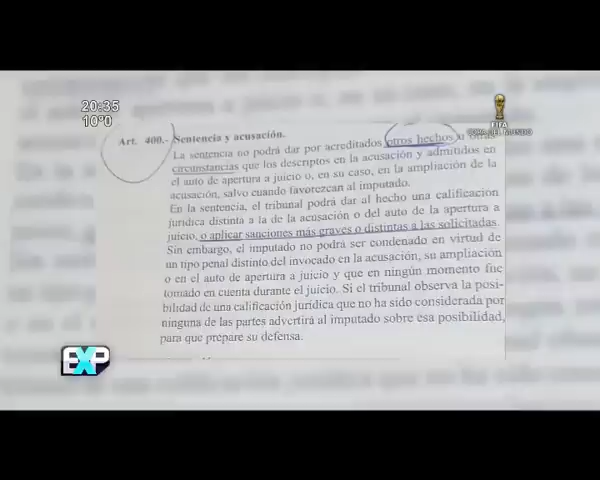 20:35
10º0
FIFA
COPA DEL MUNDO
Art. 400.- Sentencia y acusación.
La sentencia no podrá dar por acreditados otros hechos
circunstancias que los descriptos en la acusación y admitidos en
el auto de apertura a juicio o, en su caso, en la ampliación de la
acusación, salvo cuando favorezcan al imputado.
En la sentencia, el tribunal podrá dar al hecho una calificación
jurídica distinta a la de la acusación o del auto de apertura a
juicio, o aplicar sanciones más graves o distintas a las solicitadas.
Sin embargo, el imputado no podrá ser condenado en virtud de
un tipo penal distinto del invocado en la acusación, su ampliación
o en el auto de apertura a juicio y que en ningún momento fue
tomado en cuenta durante el juicio. Si el tribunal observa la posi-
bilidad de una calificación jurídica que no ha sido considerada por
ninguna de las partes advertirá al imputado sobre esa posibilidad,
para que prepare su defensa.
EXP